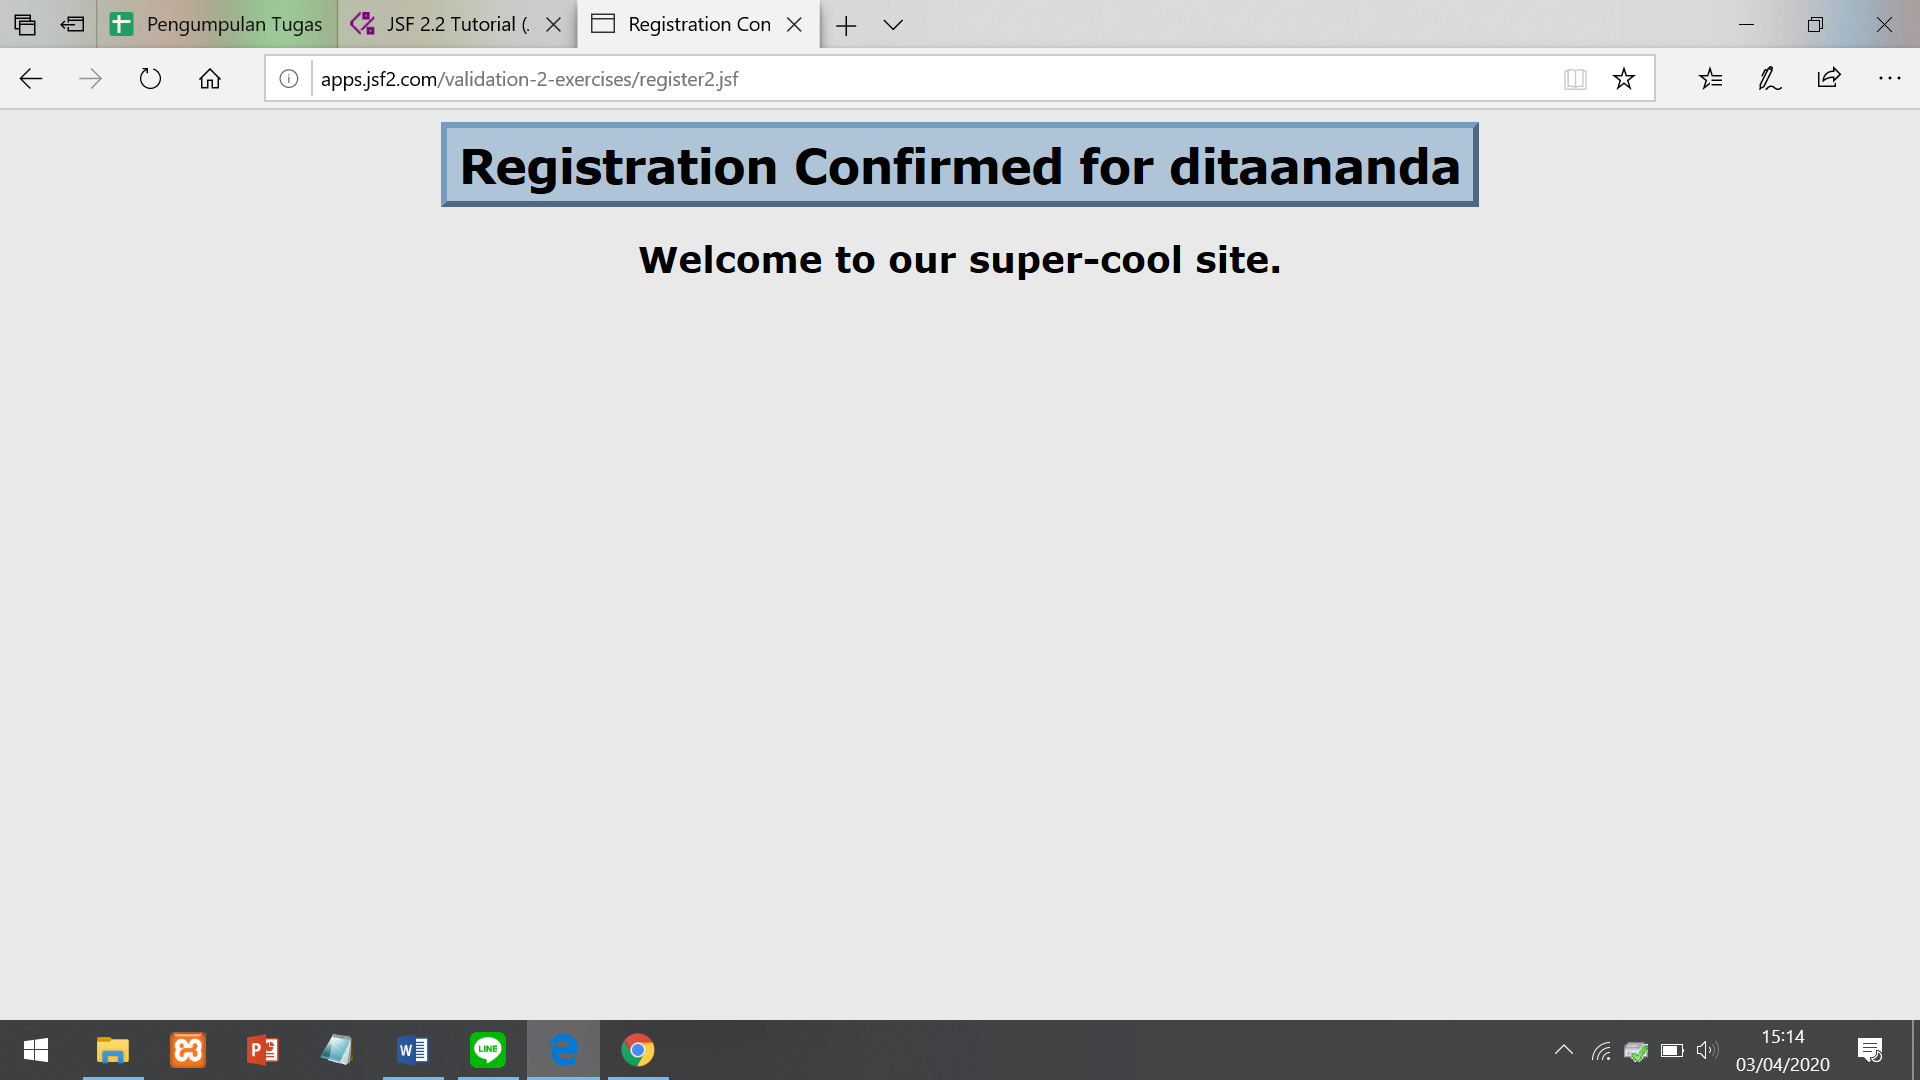 Pengumpulan Tugas
JSF 2.2 Tutorial (.
Registration Con
apps.jsf2.com/validation-2-exercises/register2.jsf
Registration Confirmed for ditaananda
Welcome to our super-cool site.
LINE
15:14
03/04/2020